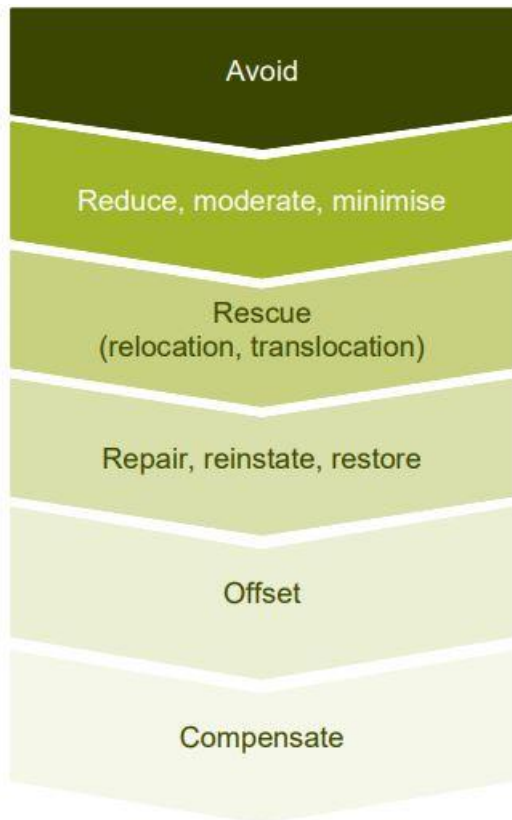 Avoid
Reduce, moderate, minimise
Rescue
(relocation, translocation)
Repair, reinstate, restore
Offset
Compensate